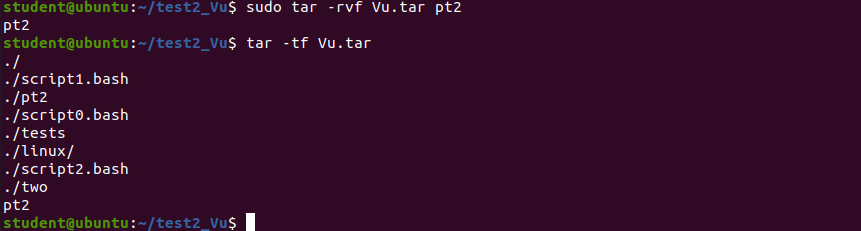 student@ubuntu:~/test2_Vu$ sudo tar -rvf Vu.tar pt2
pt2
student@ubuntu:~/test2_Vu$ tar -tf Vu.tar
./
./script1.bash
./pt2
./script0.bash
./tests
./linux/
./script2.bash
./two
pt2
student@ubuntu:~/test2_Vu$